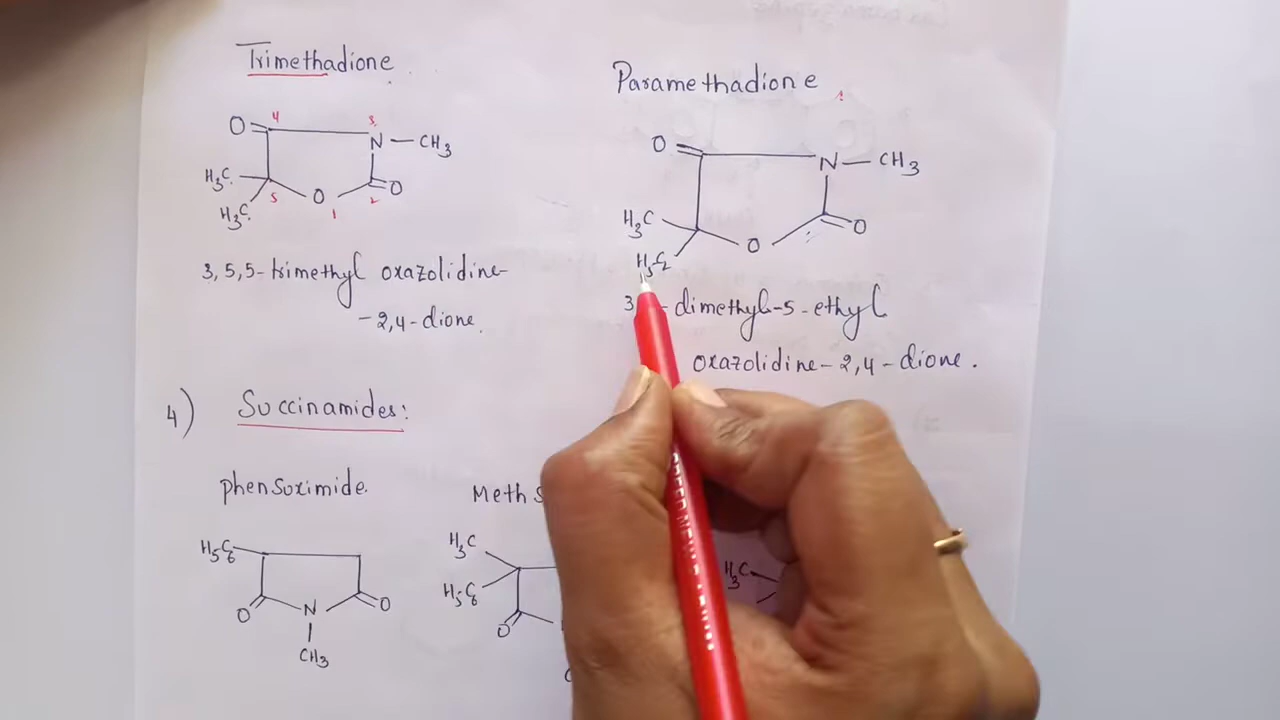 Trimethadione
4
3
O
N — CH3
H3C
H3C
5
O
1
2
O
3,5,5-trimethyl oxazolidine-
-2,4-dione.
Paramethadione
O
N — CH3
H3C
H5C2
O
O
dimethyl-5-ethyl
oxazolidine-2,4-dione.
4) Succinamides:
phensuximide.
H5C6
O
N
O
CH3
Meth
H3C
H5C6
O
H3C